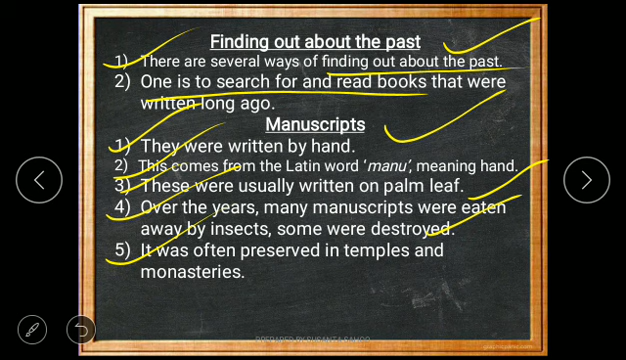 Finding out about the past
1) There are several ways of finding out about the past.
2) One is to search for and read books that were
written long ago.
Manuscripts
1) They were written by hand.
2) This comes from the Latin word ‘manu’, meaning hand.
3) These were usually written on palm leaf.
4) Over the years, many manuscripts were eaten
away by insects, some were destroyed.
5) It was often preserved in temples and
monasteries.
PREPARED BY SUSANTA SAHOO